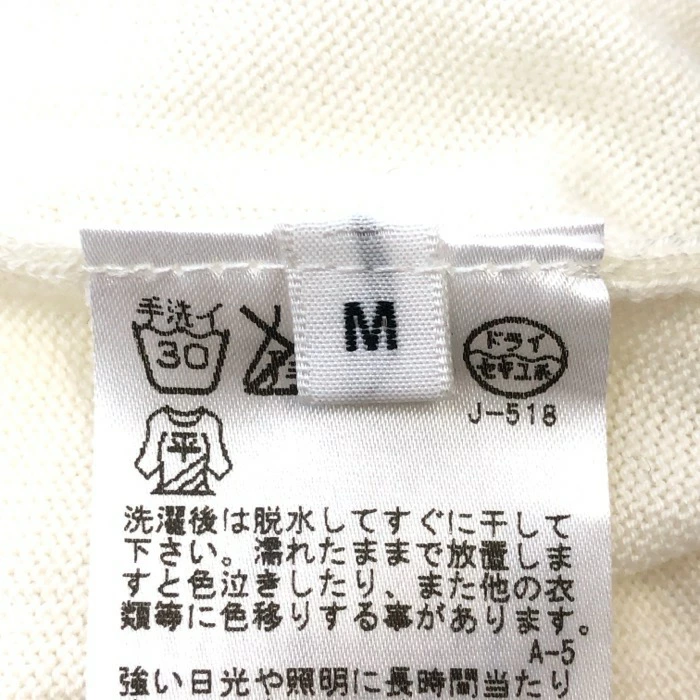 手洗イ
30
M
ドライ
セキユ系
J-518
平
洗濯後は脱水してすぐに干して
下さい。濡れたままで放置しま
すと色泣きしたり、また他の衣
類等に色移りする事があります。
A-5
強い日光や照明に長時間当たり